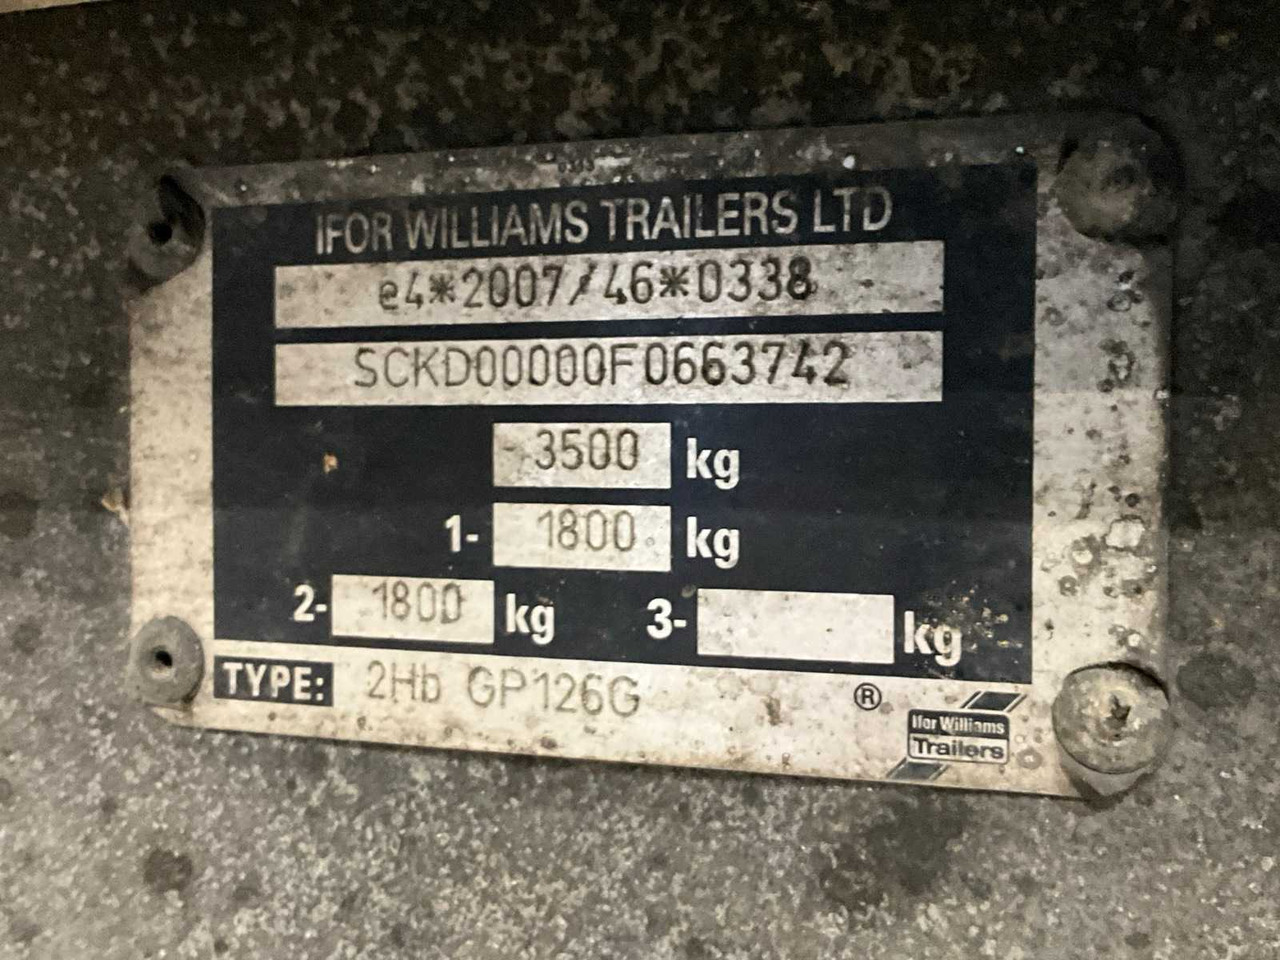 IFOR WILLIAMS TRAILERS LTD
e4*2007/46*0338
SCKD00000F0663742
3500 kg
1- 1800 kg
2- 1800 kg 3- kg
TYPE: 2Hb GP126G ®
Ifor Williams
Trailers